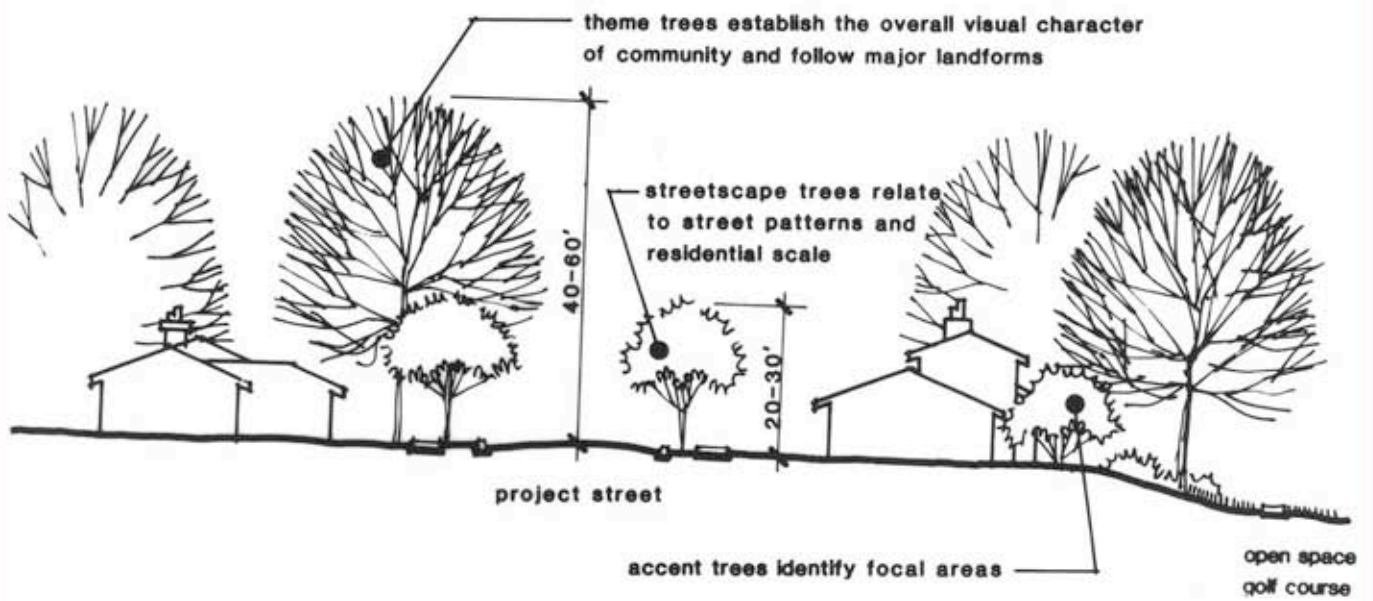 theme trees establish the overall visual character
of community and follow major landforms
streetscape trees relate
to street patterns and
residential scale
40-60'
20-30'
project street
accent trees identify focal areas
open space
golf course